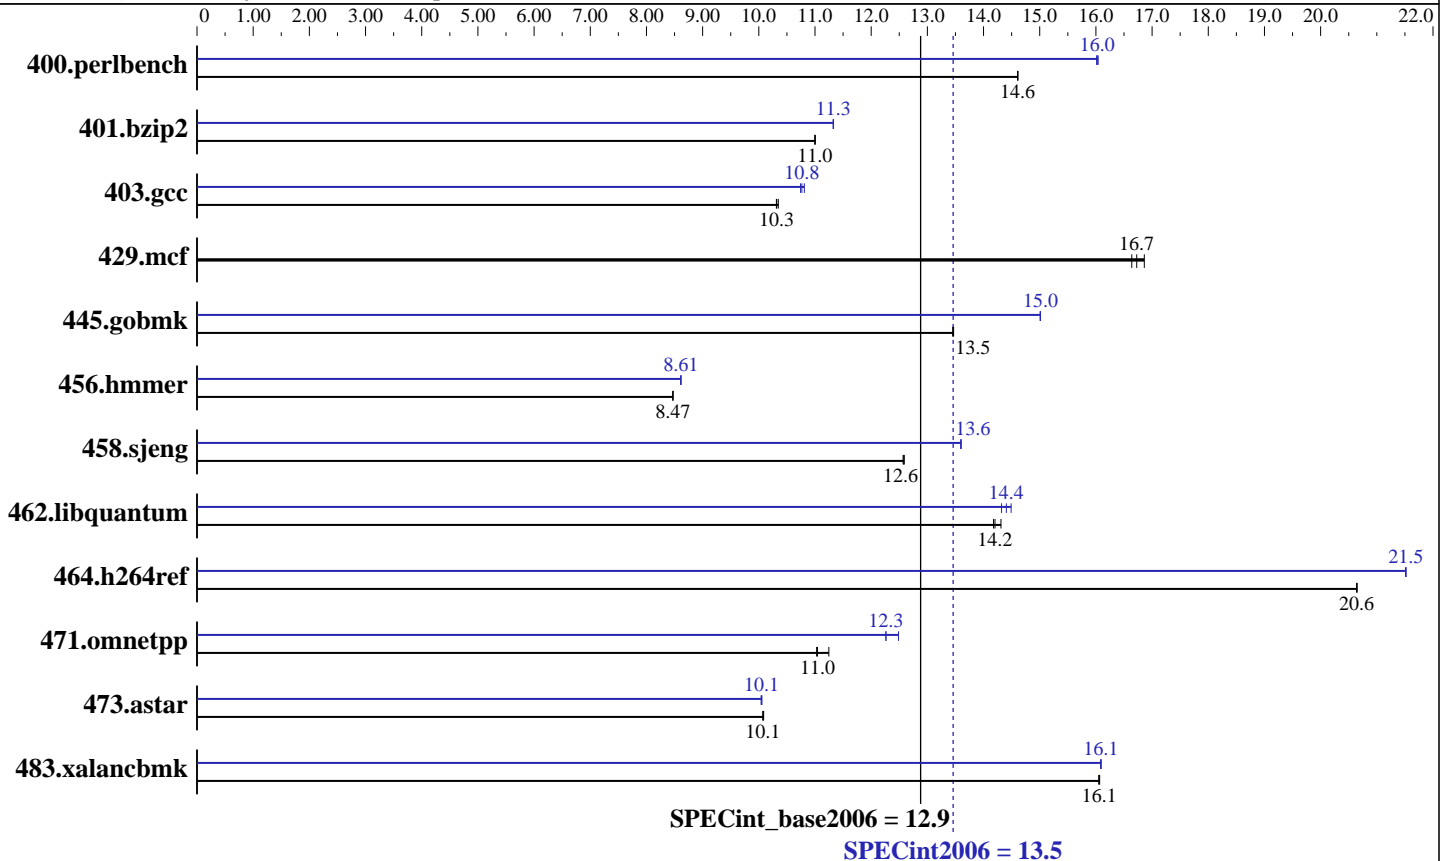 0 1.00 2.00 3.00 4.00 5.00 6.00 7.00 8.00 9.00 10.0 11.0 12.0 13.0 14.0 15.0 16.0 17.0 18.0 19.0 20.0 22.0
16.0
400.perlbench
14.6
11.3
401.bzip2
11.0
10.8
403.gcc
10.3
16.7
429.mcf
15.0
445.gobmk
13.5
8.61
456.hmmer
8.47
13.6
458.sjeng
12.6
14.4
462.libquantum
14.2
21.5
464.h264ref
20.6
12.3
471.omnetpp
11.0
10.1
473.astar
10.1
16.1
483.xalancbmk
16.1
SPECint_base2006 = 12.9
SPECint2006 = 13.5